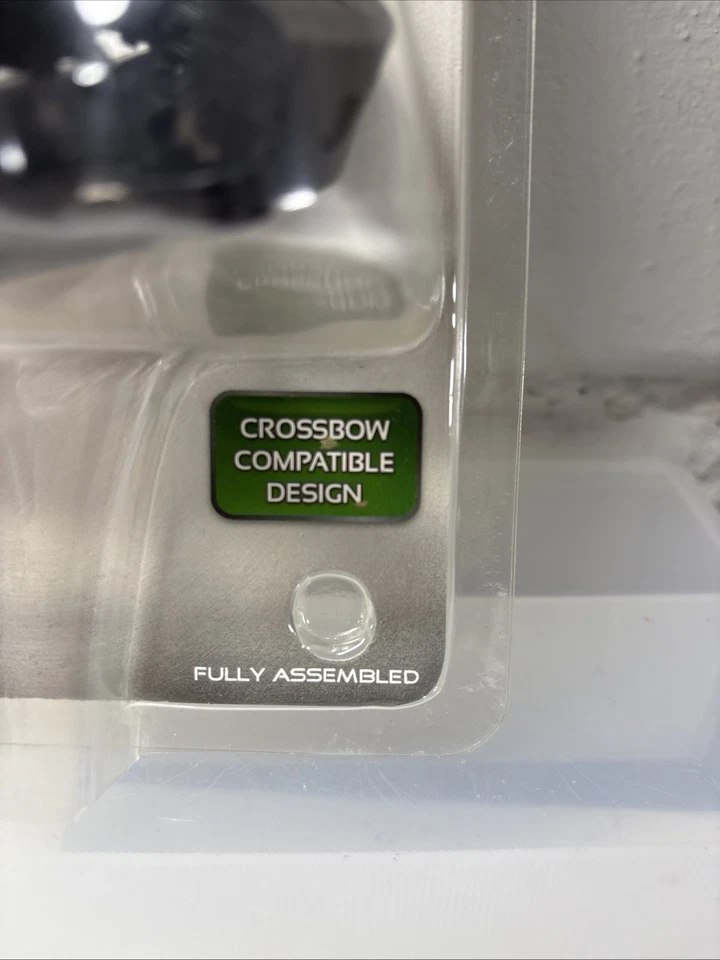 CROSSBOW
COMPATIBLE
DESIGN
FULLY ASSEMBLED